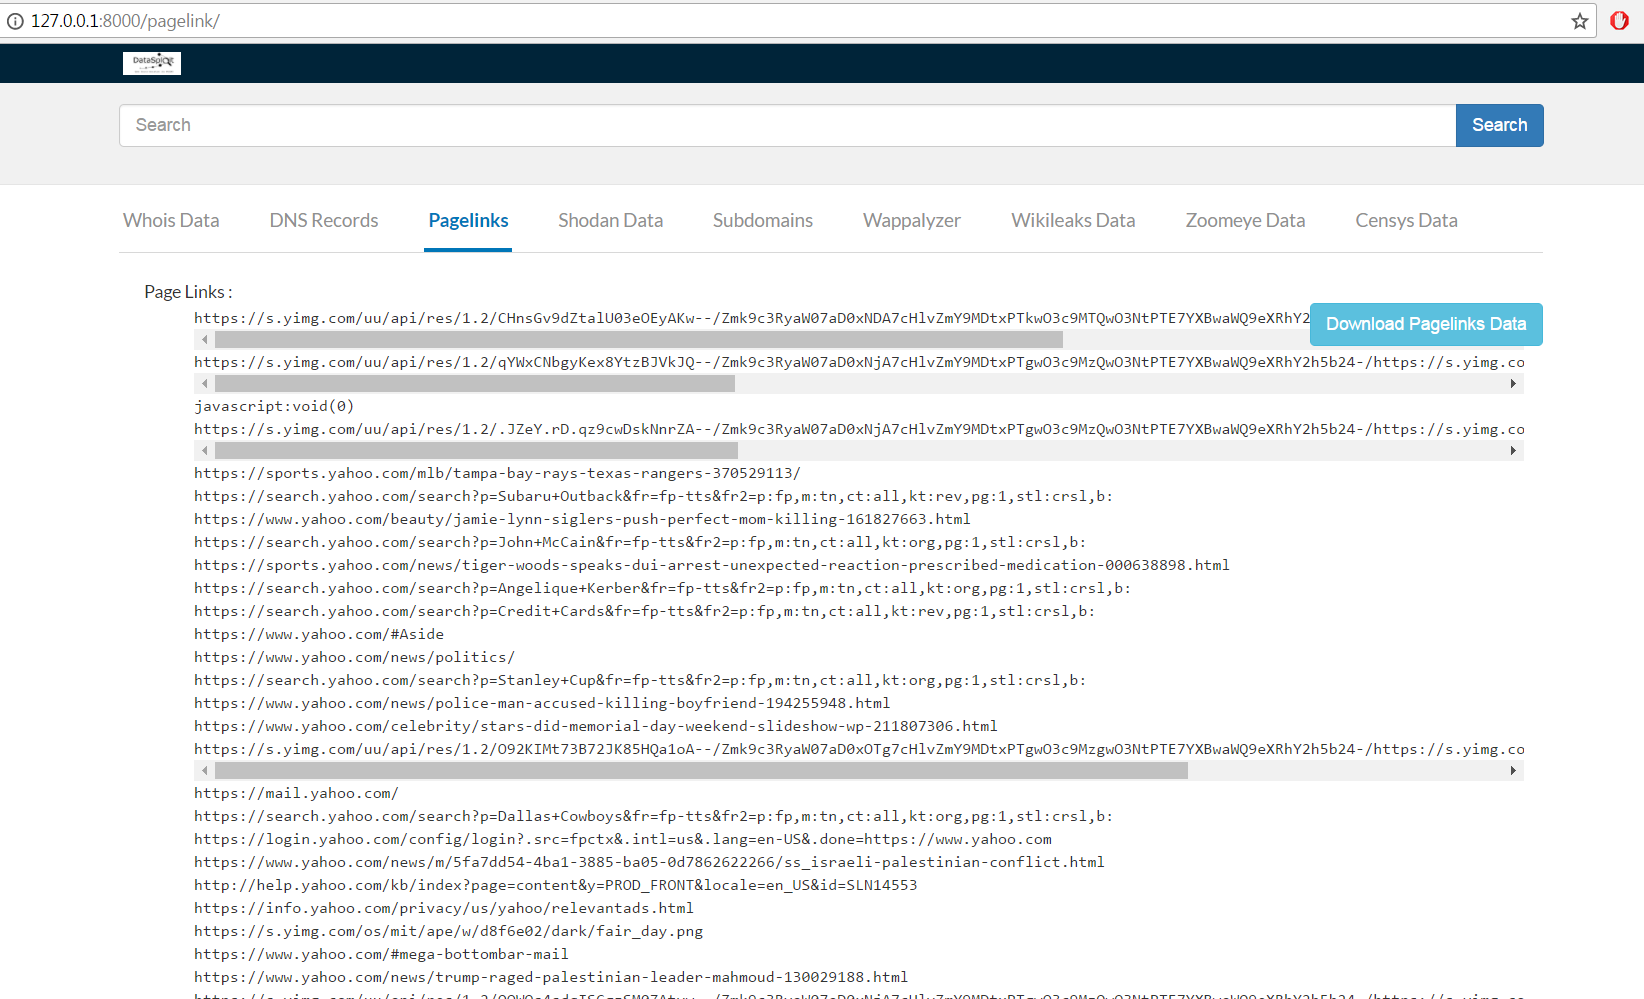 127.0.0.1:8000/pagelink/
DataSploit
Search
Search
Whois Data DNS Records Pagelinks Shodan Data Subdomains Wappalyzer Wikileaks Data Zoomeye Data Censys Data
Page Links :
Download Pagelinks Data
https://s.yimg.com/uu/api/res/1.2/CHnsGv9dZtalU03eOEyAKw--/Zmk9c3RyaW07aD0xNDA7cHlvZmY9MDtxPTkwO3c9MTQwO3NtPTE7YXBwaWQ9eXRhY2
https://s.yimg.com/uu/api/res/1.2/qYWxCNbgyKex8YtzBJVkJQ--/Zmk9c3RyaW07aD0xNjA7cHlvZmY9MDtxPTgwO3c9MzQwO3NtPTE7YXBwaWQ9eXRhY2h5b24-/https://s.yimg.co
javascript:void(0)
https://s.yimg.com/uu/api/res/1.2/.JZeY.rD.qz9cwDskNnrZA--/Zmk9c3RyaW07aD0xNjA7cHlvZmY9MDtxPTgwO3c9MzQwO3NtPTE7YXBwaWQ9eXRhY2h5b24-/https://s.yimg.co
https://sports.yahoo.com/mlb/tampa-bay-rays-texas-rangers-370529113/
https://search.yahoo.com/search?p=Subaru+Outback&fr=fp-tts&fr2=p:fp,m:tn,ct:all,kt:rev,pg:1,stl:crsl,b:
https://www.yahoo.com/beauty/jamie-lynn-siglers-push-perfect-mom-killing-161827663.html
https://search.yahoo.com/search?p=John+McCain&fr=fp-tts&fr2=p:fp,m:tn,ct:all,kt:org,pg:1,stl:crsl,b:
https://sports.yahoo.com/news/tiger-woods-speaks-dui-arrest-unexpected-reaction-prescribed-medication-000638898.html
https://search.yahoo.com/search?p=Angelique+Kerber&fr=fp-tts&fr2=p:fp,m:tn,ct:all,kt:org,pg:1,stl:crsl,b:
https://search.yahoo.com/search?p=Credit+Cards&fr=fp-tts&fr2=p:fp,m:tn,ct:all,kt:rev,pg:1,stl:crsl,b:
https://www.yahoo.com/#Aside
https://www.yahoo.com/news/politics/
https://search.yahoo.com/search?p=Stanley+Cup&fr=fp-tts&fr2=p:fp,m:tn,ct:all,kt:org,pg:1,stl:crsl,b:
https://www.yahoo.com/news/police-man-accused-killing-boyfriend-194255948.html
https://www.yahoo.com/celebrity/stars-did-memorial-day-weekend-slideshow-wp-211807306.html
https://s.yimg.com/uu/api/res/1.2/O92KIMt73B72JK85HQa1oA--/Zmk9c3RyaW07aD0xOTg7cHlvZmY9MDtxPTgwO3c9MzgwO3NtPTE7YXBwaWQ9eXRhY2h5b24-/https://s.yimg.co
https://mail.yahoo.com/
https://search.yahoo.com/search?p=Dallas+Cowboys&fr=fp-tts&fr2=p:fp,m:tn,ct:all,kt:org,pg:1,stl:crsl,b:
https://login.yahoo.com/config/login?.src=fpctx&.intl=us&.lang=en-US&.done=https://www.yahoo.com
https://www.yahoo.com/news/m/5fa7dd54-4ba1-3885-ba05-0d7862622266/ss_israeli-palestinian-conflict.html
http://help.yahoo.com/kb/index?page=content&y=PROD_FRONT&locale=en_US&id=SLN14553
https://info.yahoo.com/privacy/us/yahoo/relevantads.html
https://s.yimg.com/os/mit/ape/w/d8f6e02/dark/fair_day.png
https://www.yahoo.com/#mega-bottombar-mail
https://www.yahoo.com/news/trump-raged-palestinian-leader-mahmoud-130029188.html